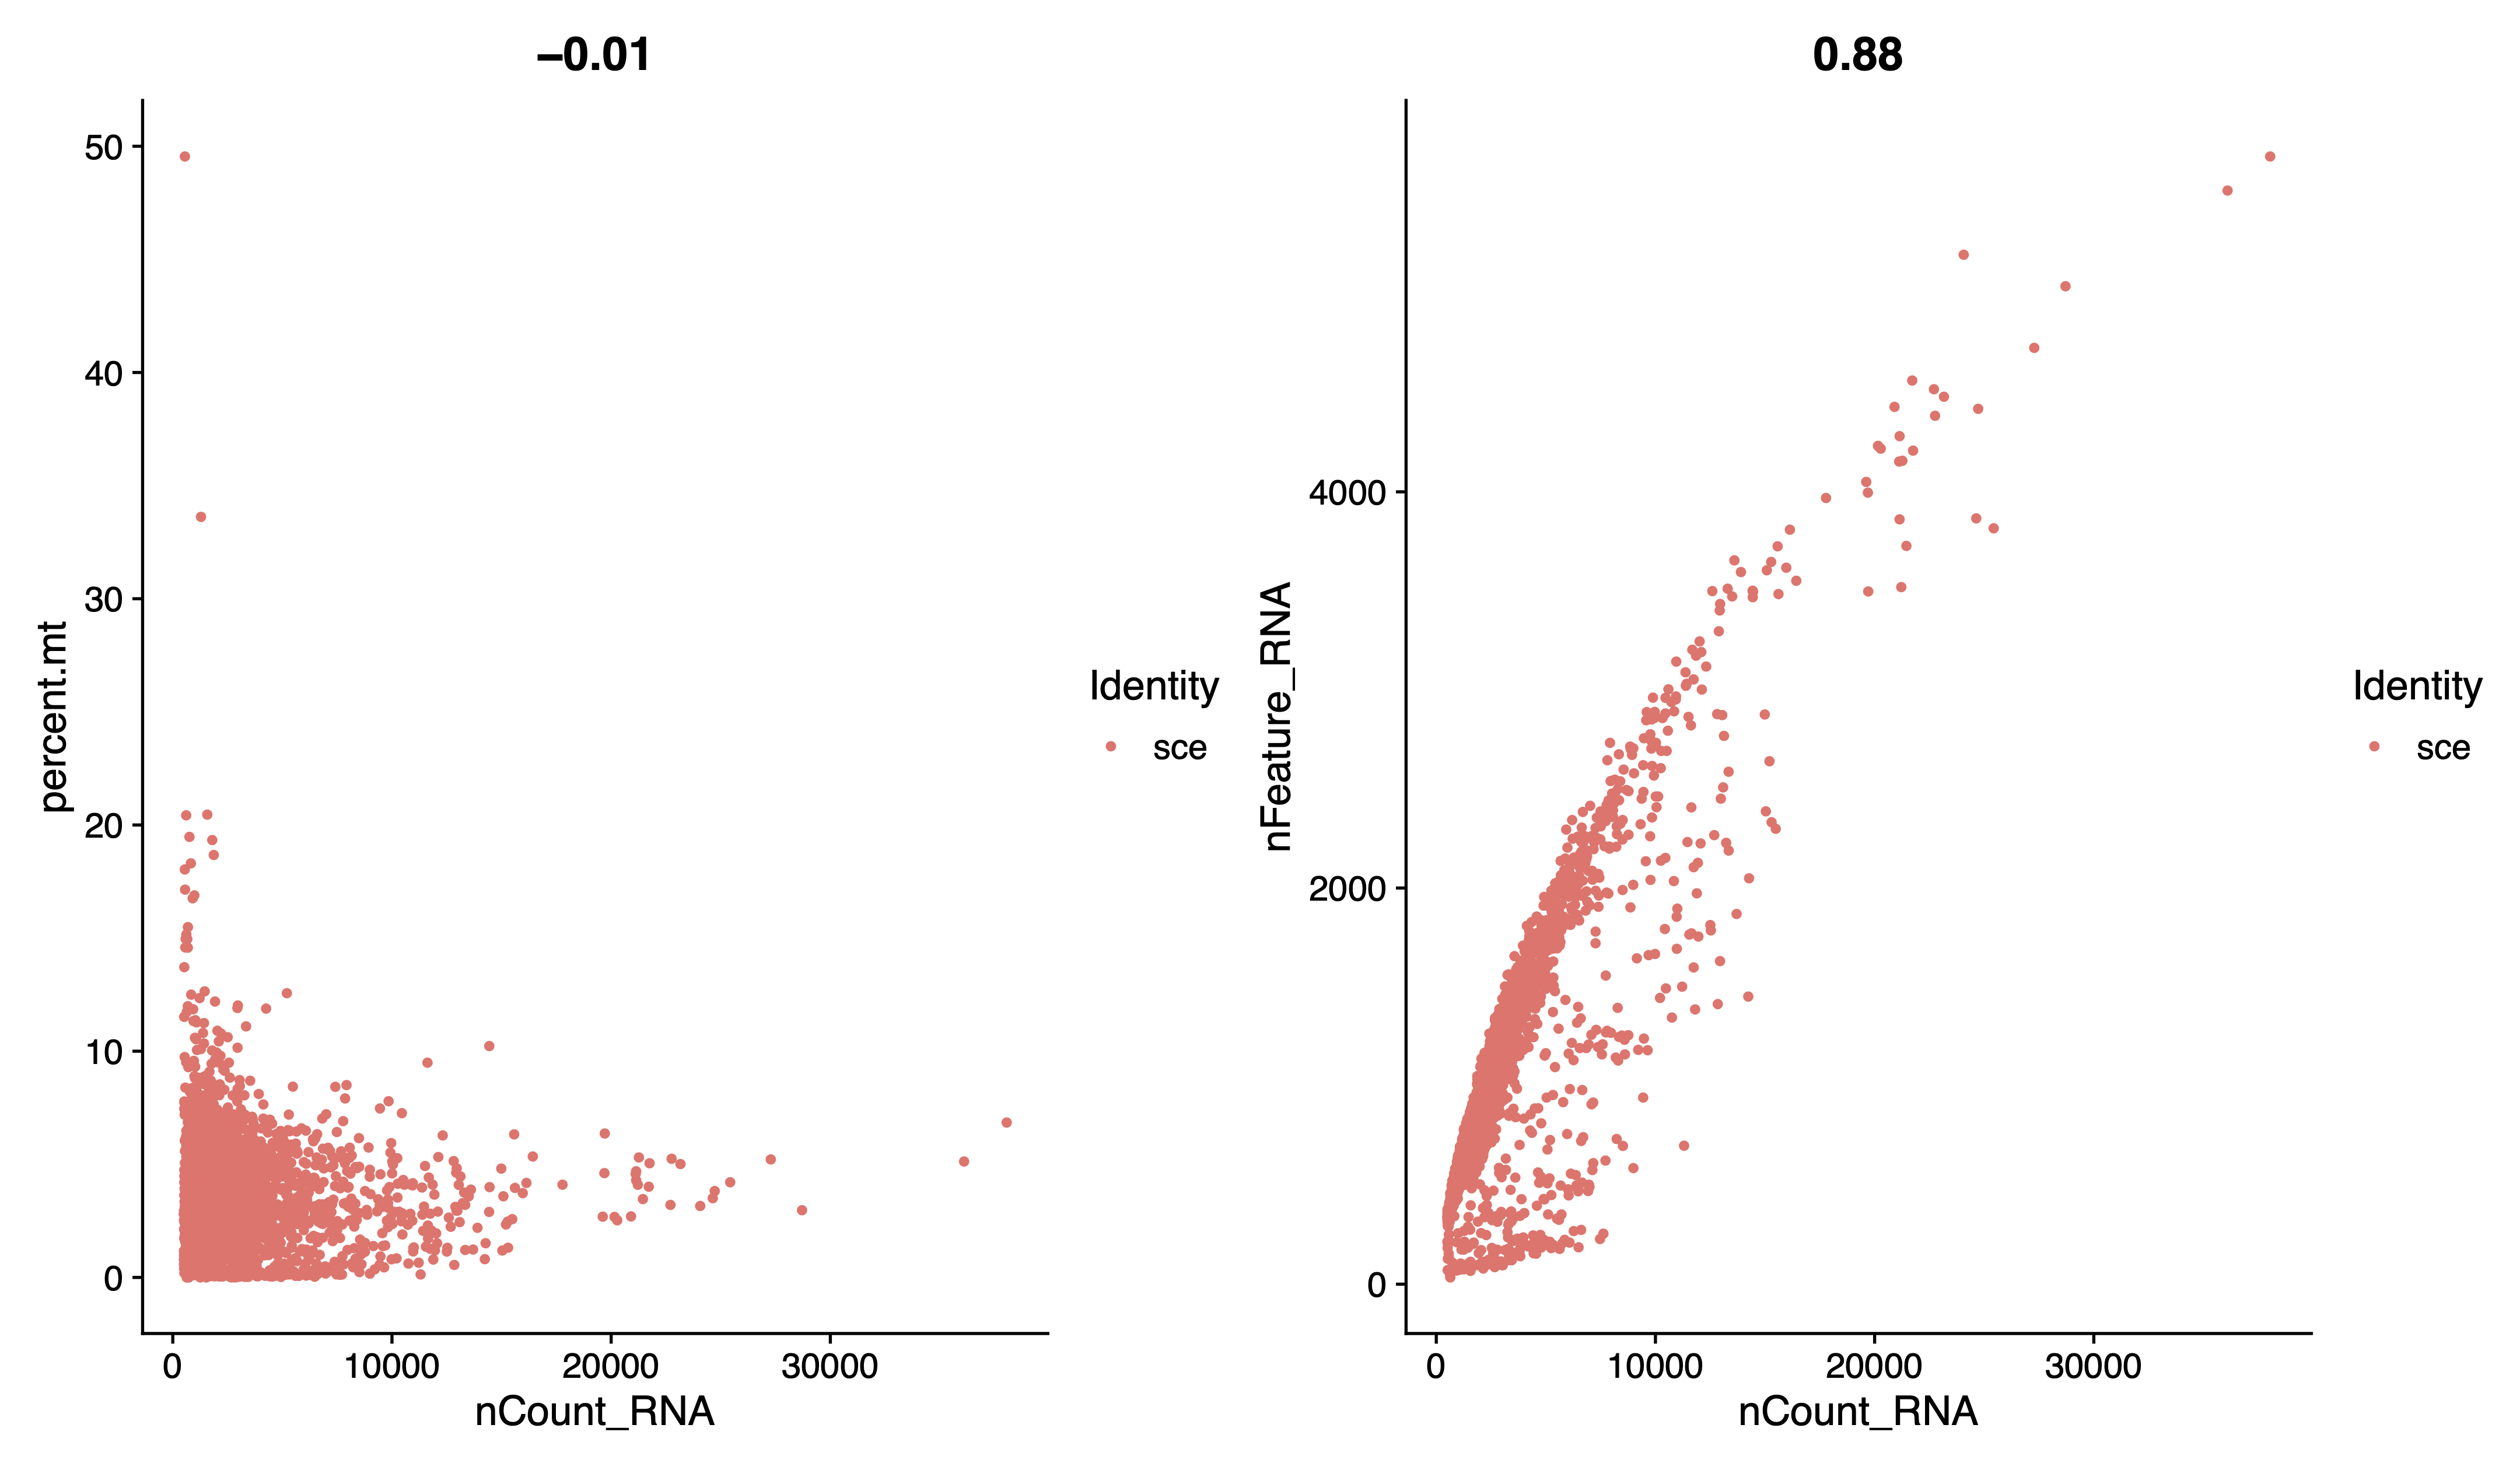 −0.01
50
40
30
20
10
0
percent.mt
0 10000 20000 30000
nCount_RNA
Identity
sce
0.88
4000
2000
0
nFeature_RNA
0 10000 20000 30000
nCount_RNA
Identity
sce